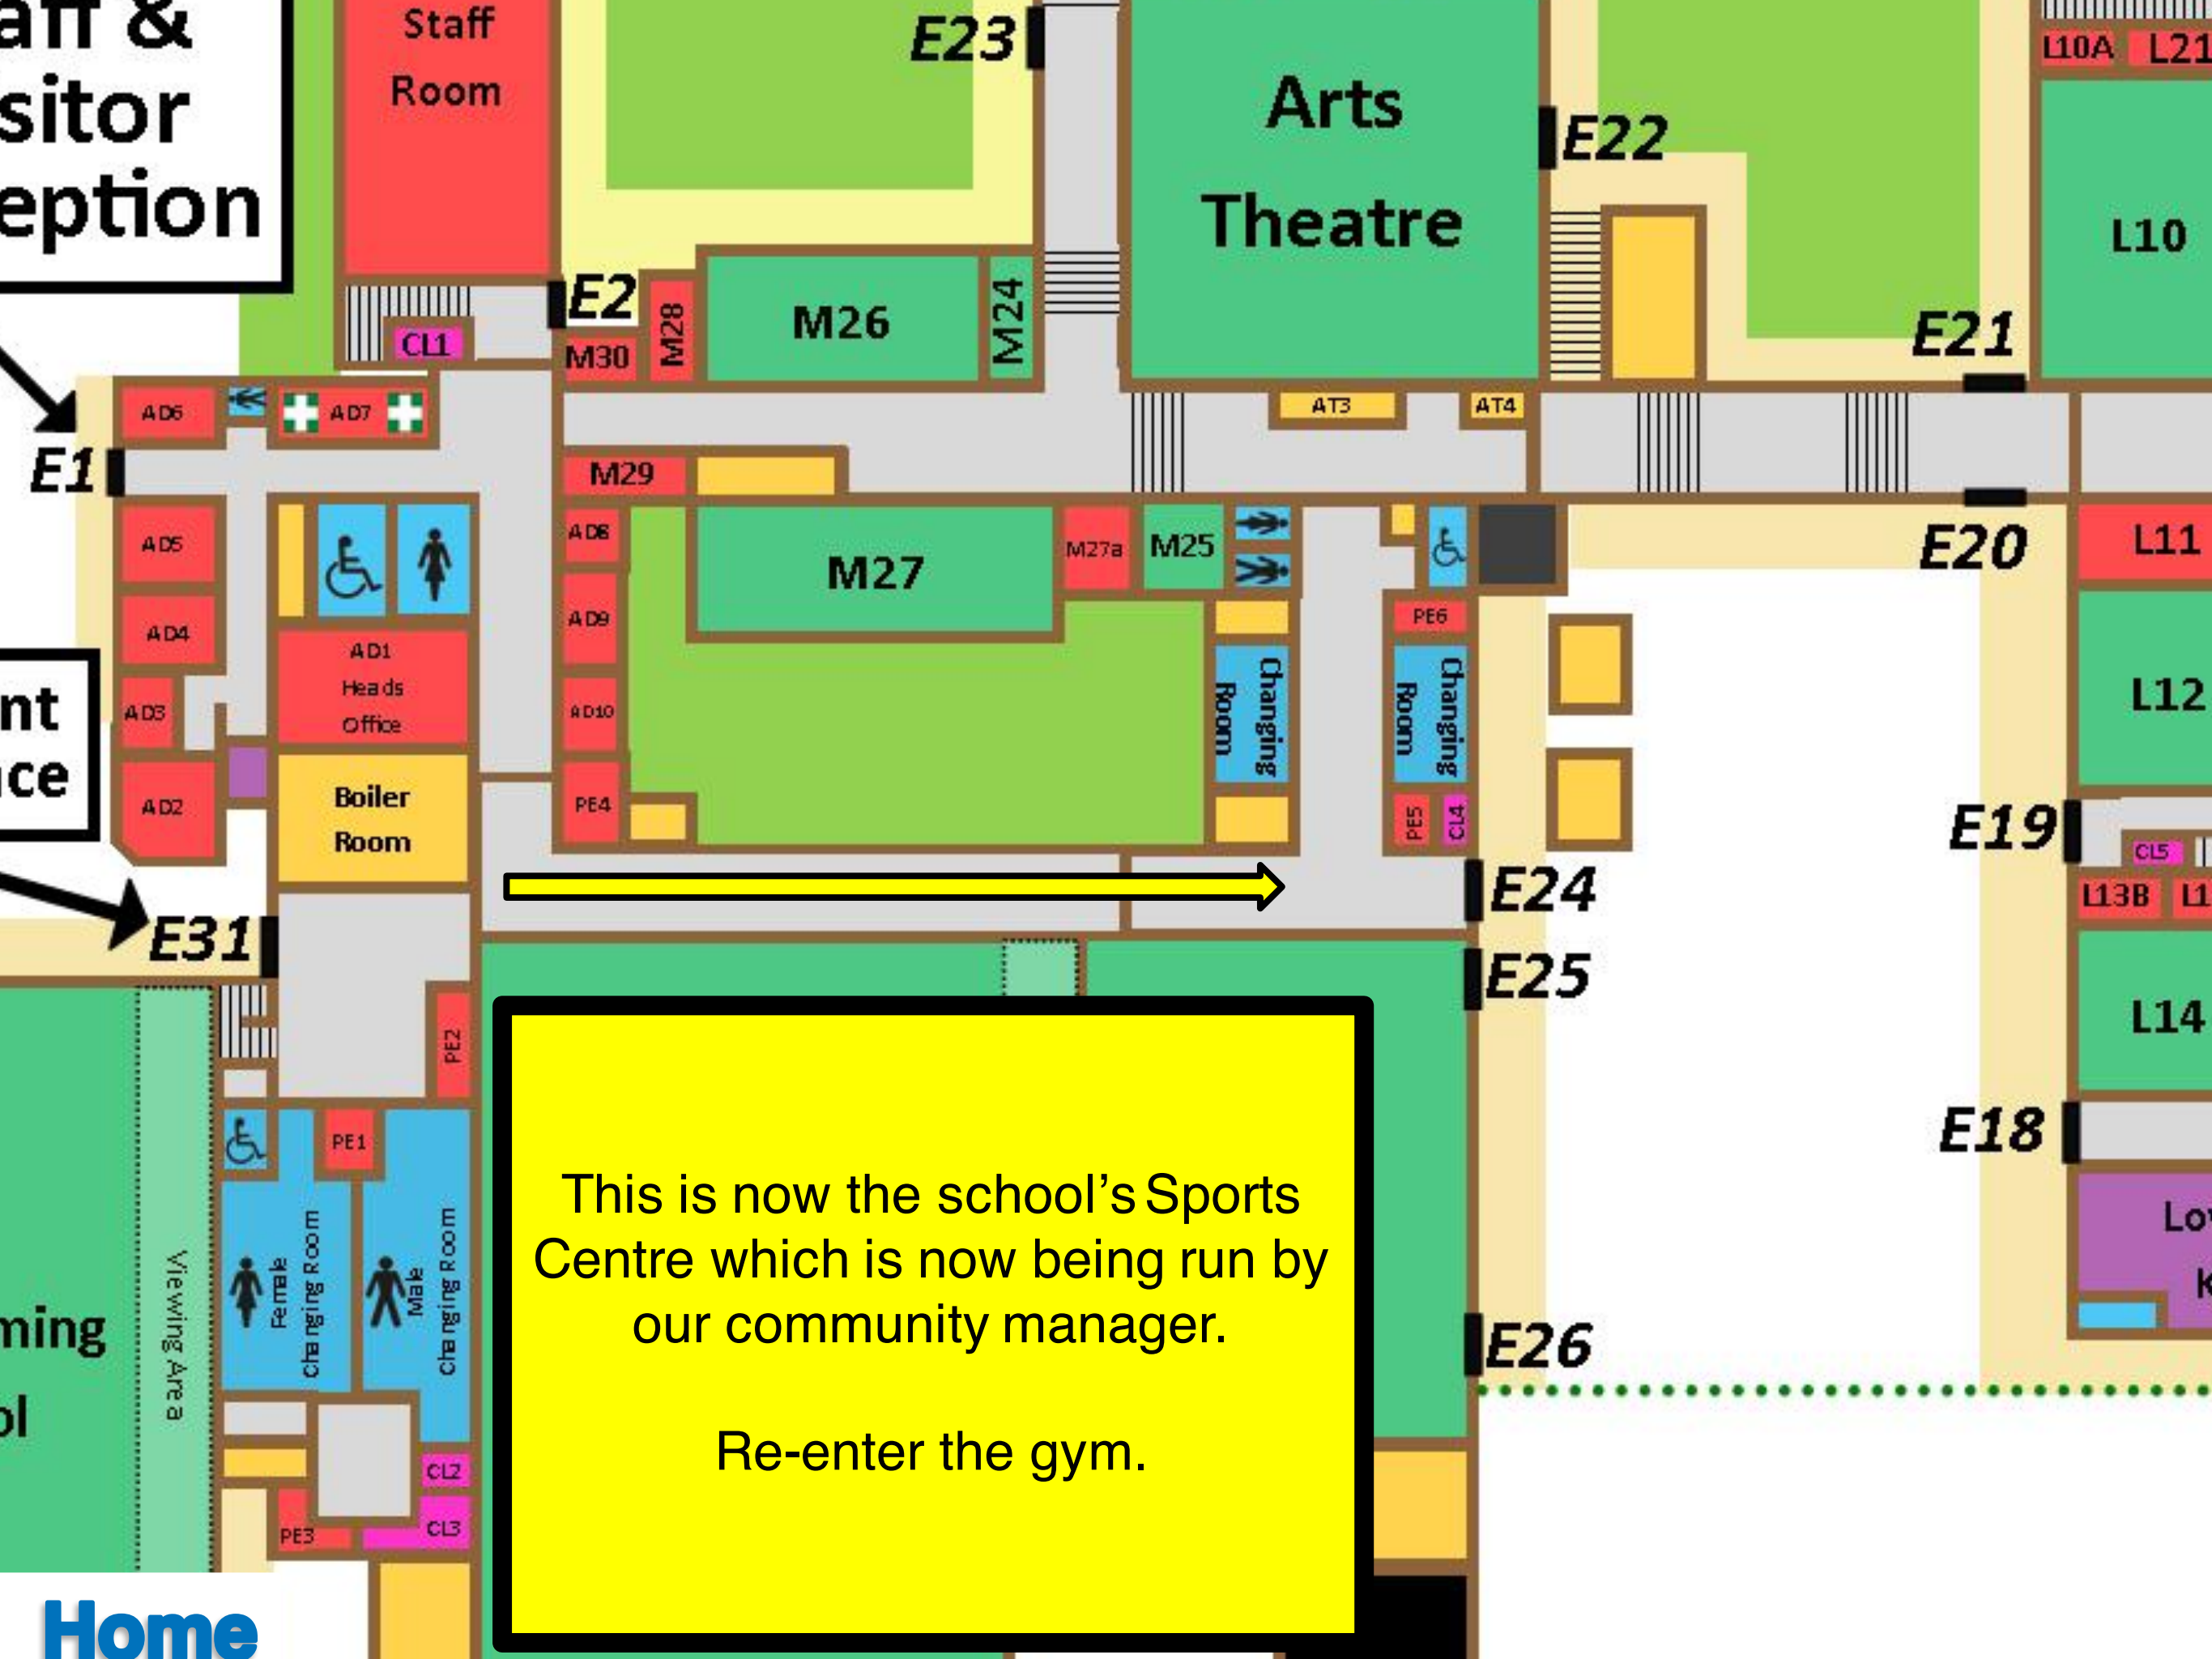 aff &
sitor
eption
Staff
Room
E23
Arts
Theatre
E22
L10A
L21
L10
E2
M28
M26
M24
CL1
M30
E21
AD6
AD7
AT3
AT4
E1
M29
AD5
AD8
M27
M27a
M25
E20
L11
AD4
AD9
PE6
AD1
Heads
Office
nt
ce
AD3
AD10
Changing
Room
Changing
Room
L12
AD2
Boiler
Room
PE4
PE5
CL4
E19
CL5
E24
L13B
L1
E31
E25
PE2
L14
PE1
E18
This is now the school’s Sports
Centre which is now being run by
our community manager.
Re-enter the gym.
Viewing Area
Female
Changing Room
Male
Changing Room
Lo
K
E26
ming
ol
CL2
CL3
PE3
Home